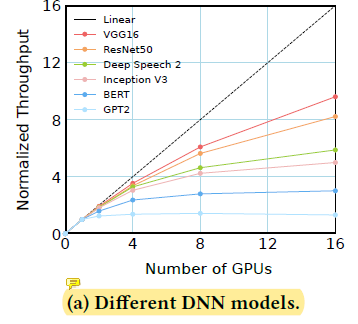 16
12
8
4
0
Normalized Throughput
Linear
VGG16
ResNet50
Deep Speech 2
Inception V3
BERT
GPT2
0 4 8 12 16
Number of GPUs
(a) Different DNN models.